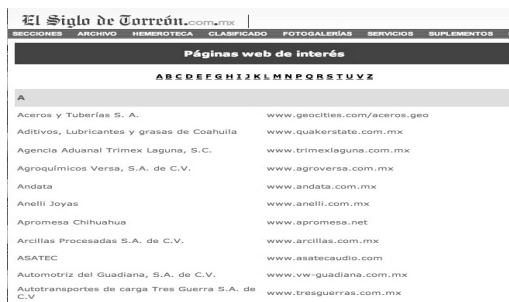 El Siglo de Torreón.com.mx
SECCIONES ARCHIVO HEMEROTECA CLASIFICADO FOTOGALERÍAS SERVICIOS SUPLEMENTOS
Páginas web de interés
A B C D E F G H I J K L M N P Q R S T U V Z
A
Aceros y Tuberías S. A. www.geocities.com/aceros.geo
Aditivos, Lubricantes y grasas de Coahuila www.quakerstate.com.mx
Agencia Aduanal Trimex Laguna, S.C. www.trimexlaguna.com.mx
Agroquímicos Versa, S.A. de C.V. www.agroversa.com.mx
Andata www.andata.com.mx
Anelli Joyas www.anelli.com.mx
Apromesa Chihuahua www.apromesa.net
Arcillas Procesadas S.A. de C.V. www.arcillas.com.mx
ASATEC www.asatecaudio.com
Automotriz del Guadiana, S.A. de C.V. www.vw-guadiana.com.mx
Autotransportes de carga Tres Guerra S.A. de
C.V www.tresguerras.com.mx